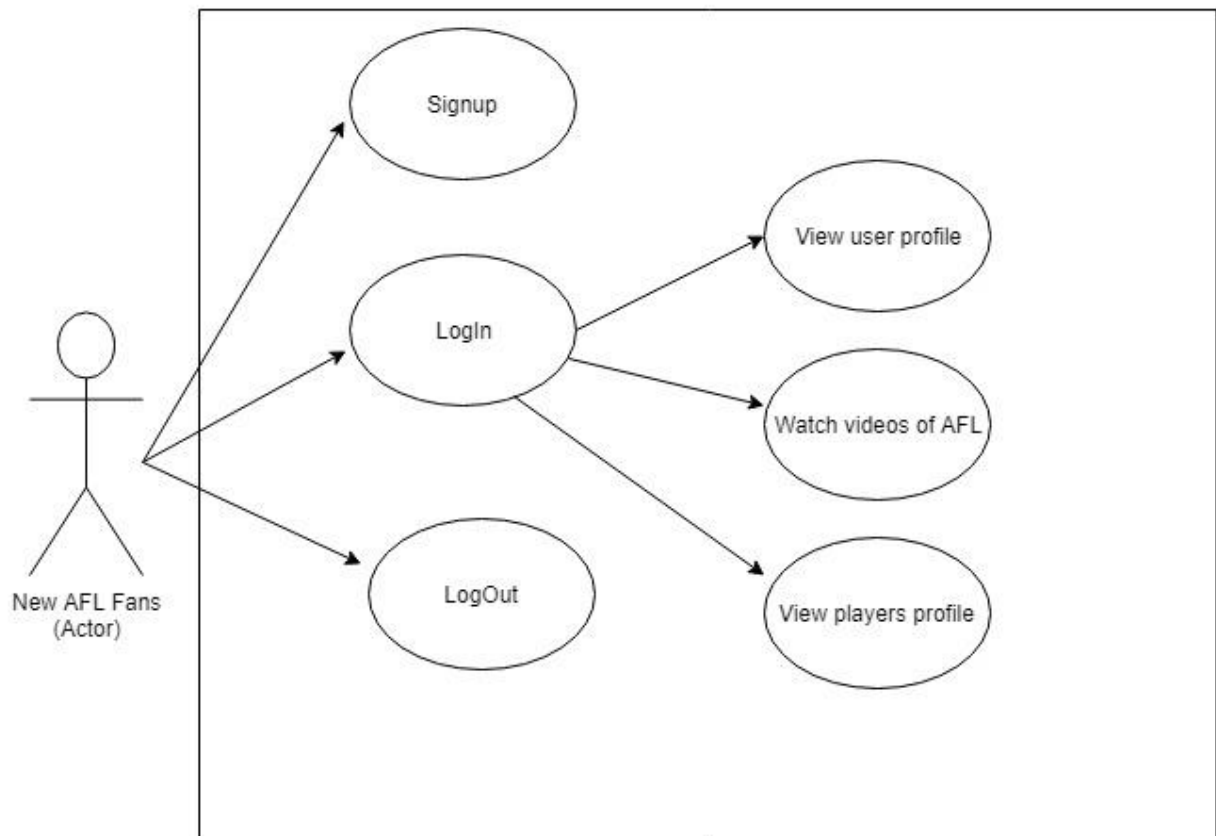 Signup
View user profile
LogIn
Watch videos of AFL
LogOut
View players profile
New AFL Fans
(Actor)